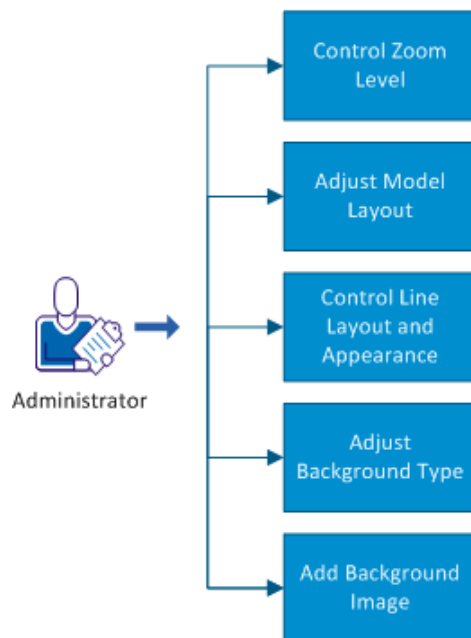 Control Zoom
Level
Adjust Model
Layout
Control Line
Layout and
Appearance
Administrator
Adjust
Background Type
Add Background
Image